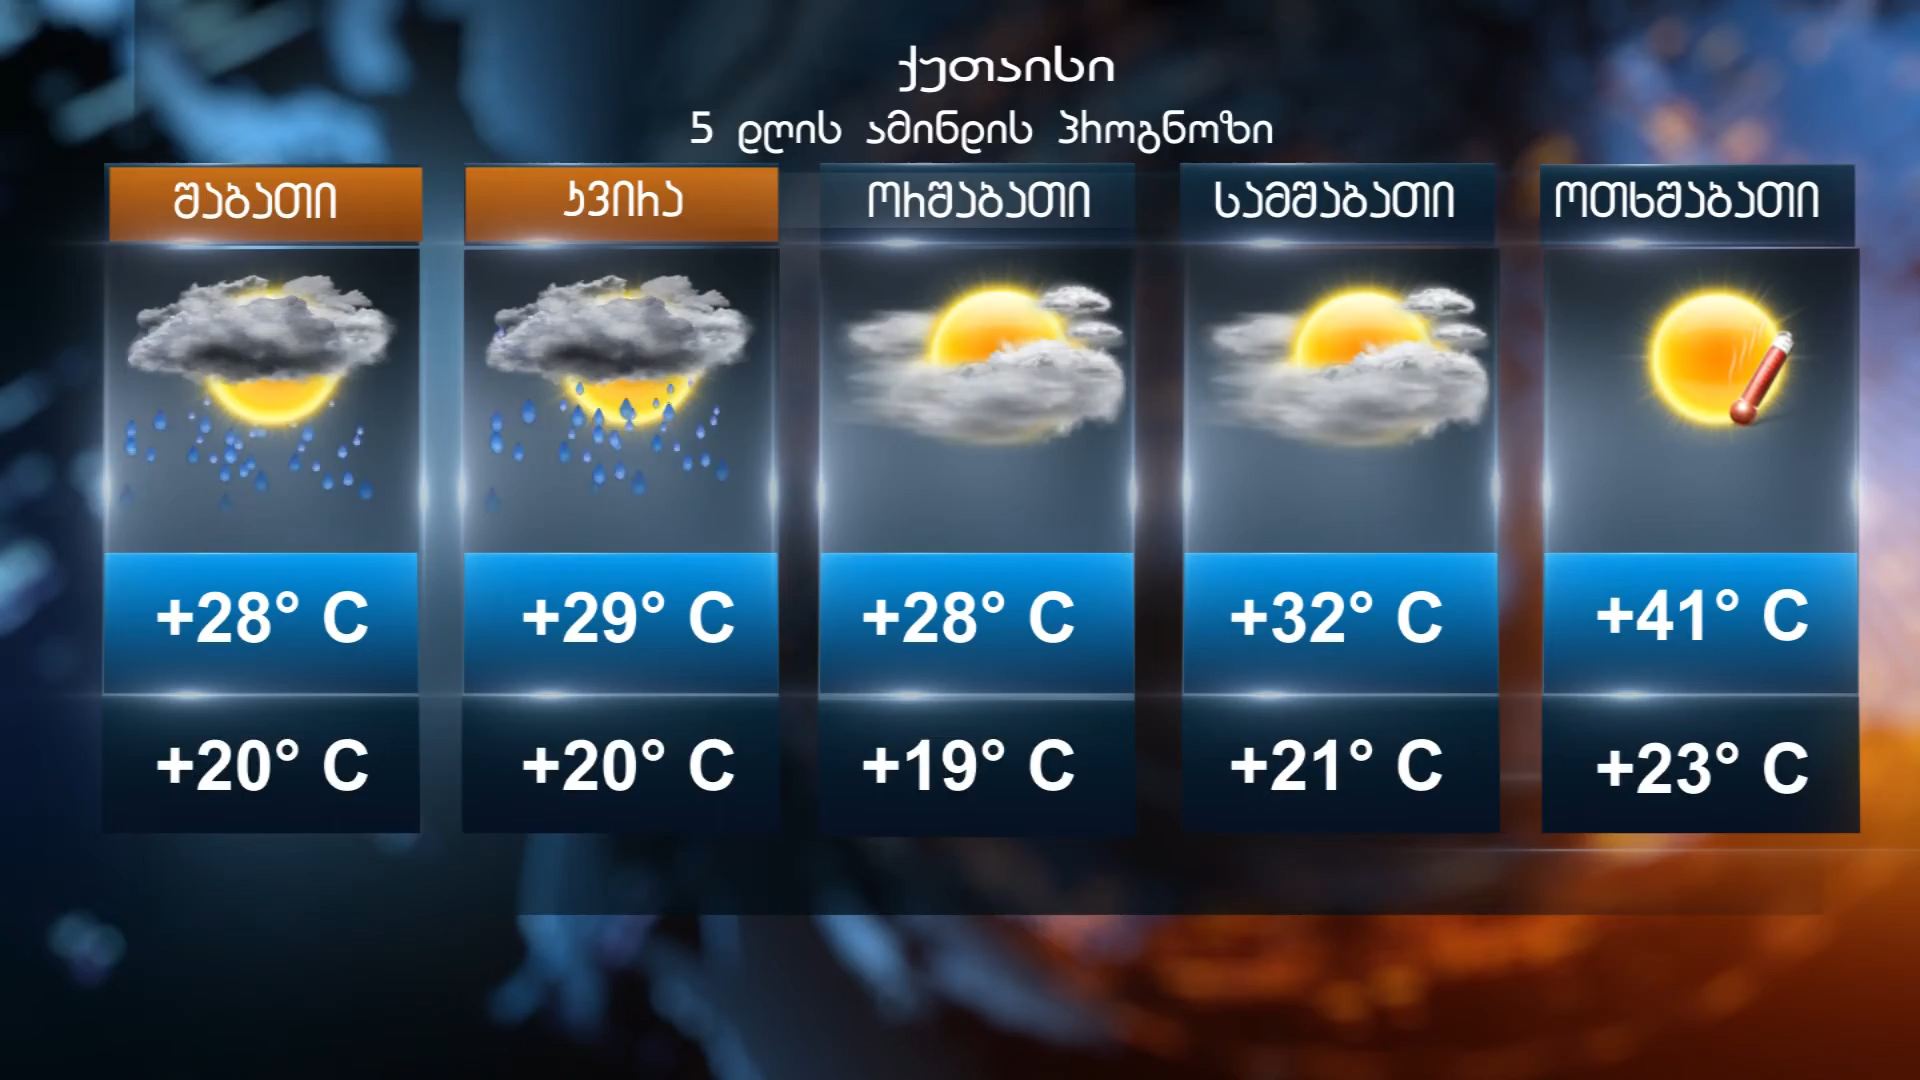 ქუთაისი
5 დღის ამინდის პროგნოზი
შაბათი კვირა ორშაბათი სამშაბათი ოთხშაბათი
+28° C +29° C +28° C +32° C +41° C
+20° C +20° C +19° C +21° C +23° C